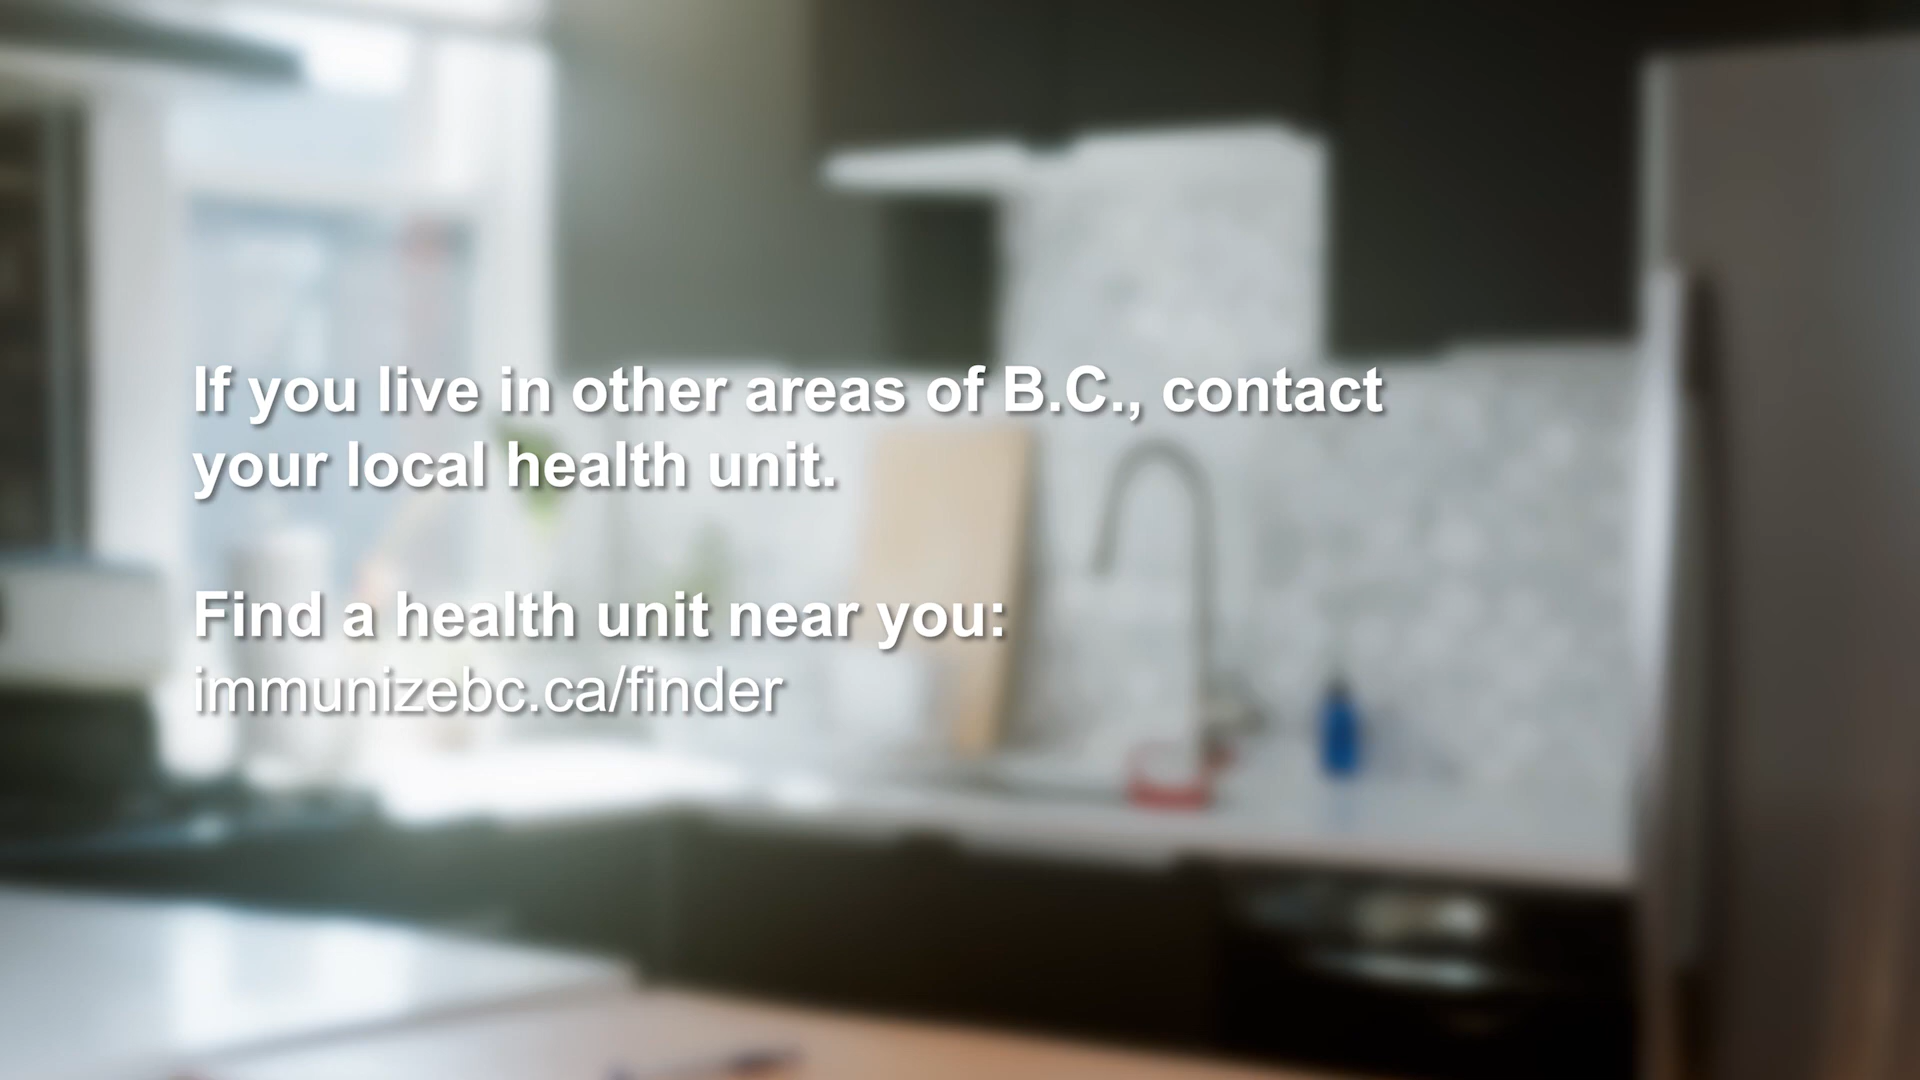 If you live in other areas of B.C., contact
your local health unit.
Find a health unit near you:
immunizebc.ca/finder